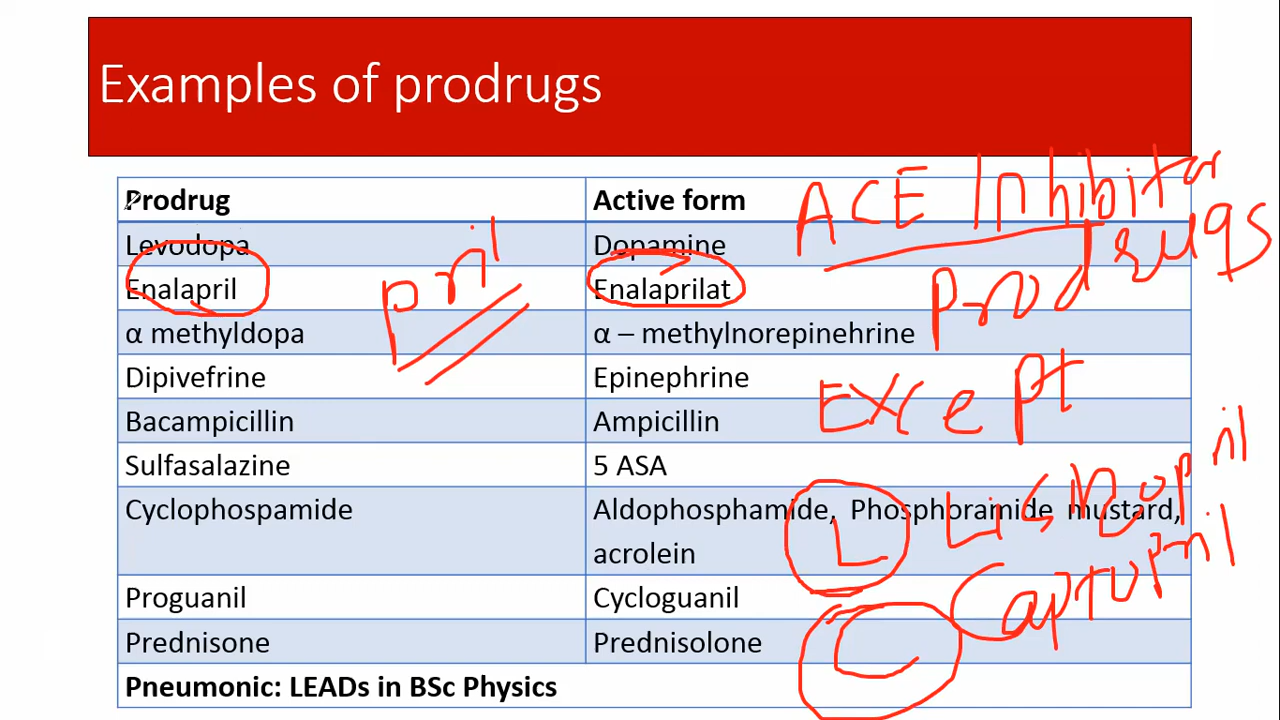 Examples of prodrugs
Prodrug Active form
Levodopa Dopamine
Enalapril Enalaprilat
α methyldopa α – methylnorepinehrine
Dipivefrine Epinephrine
Bacampicillin Ampicillin
Sulfasalazine 5 ASA
Cyclophospamide Aldophosphamide, Phosphoramide mustard,
acrolein
Proguanil Cycloguanil
Prednisone Prednisolone
Pneumonic: LEADs in BSc Physics
pril
ACE Inhibitor
Prodrugs
Except
L Lisinopril
C Captopril